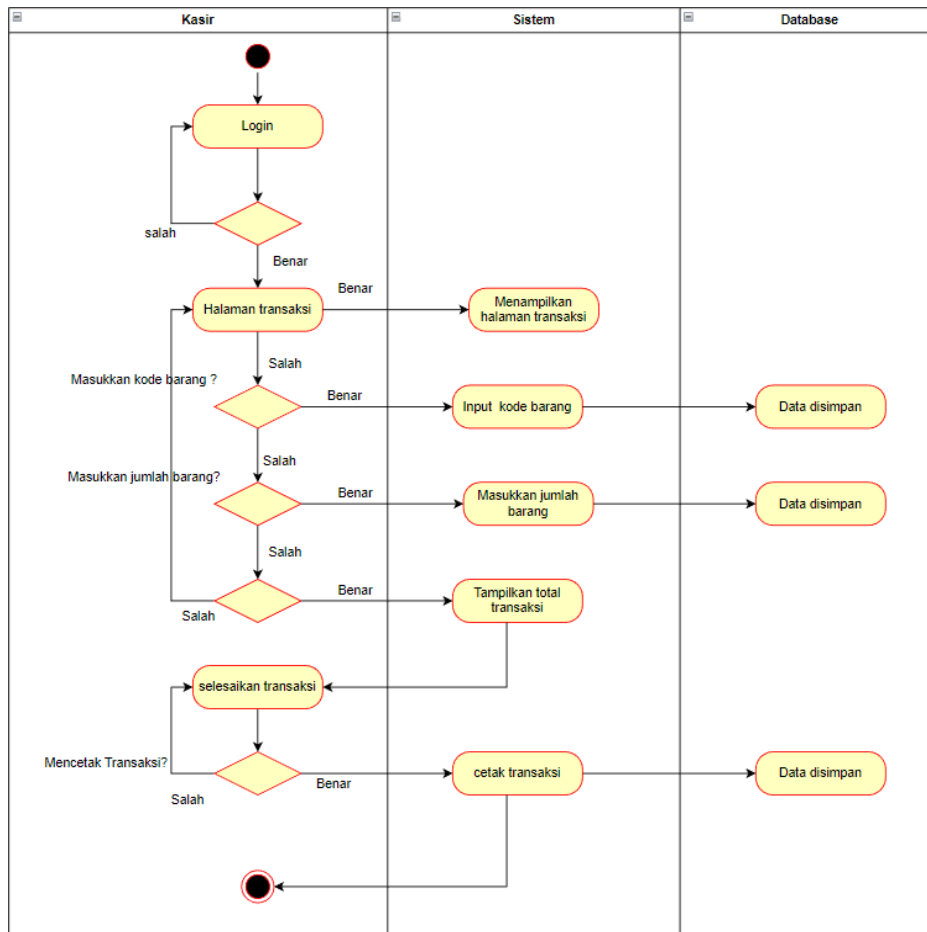 Kasir
Sistem
Database
Login
salah
Benar
Halaman transaksi
Benar
Menampilkan
halaman transaksi
Salah
Masukkan kode barang ?
Benar
Input kode barang
Data disimpan
Salah
Masukkan jumlah barang?
Benar
Masukkan jumlah
barang
Data disimpan
Salah
Benar
Tampilkan total
transaksi
Salah
selesaikan transaksi
Mencetak Transaksi?
Salah
Benar
cetak transaksi
Data disimpan